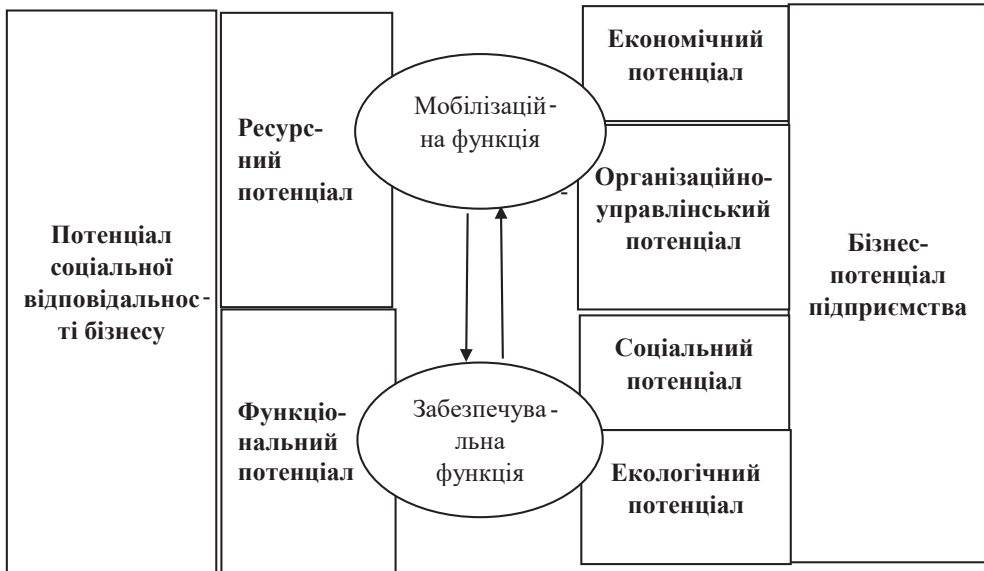 Потенціал
соціальної
відповідальнос-
ті бізнесу
Ресурс-
ний
потенціал
Функціо-
нальний
потенціал
Мобілізацій-
на функція
Забезпечува-
льна
функція
Економічний
потенціал
Організаційно-
управлінський
потенціал
Соціальний
потенціал
Екологічний
потенціал
Бізнес-
потенціал
підприємства